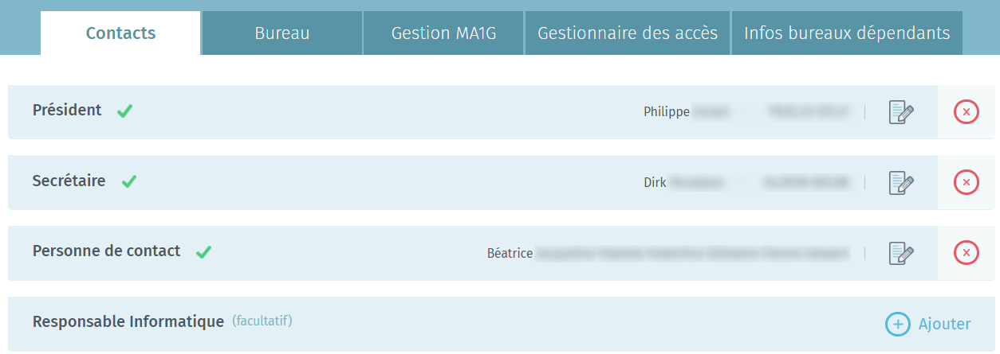 Contacts
Bureau
Gestion MA1G
Gestionnaire des accès
Infos bureaux dépendants
Président
Philippe
Secrétaire
Dirk
Personne de contact
Béatrice
Responsable Informatique (facultatif)
Ajouter